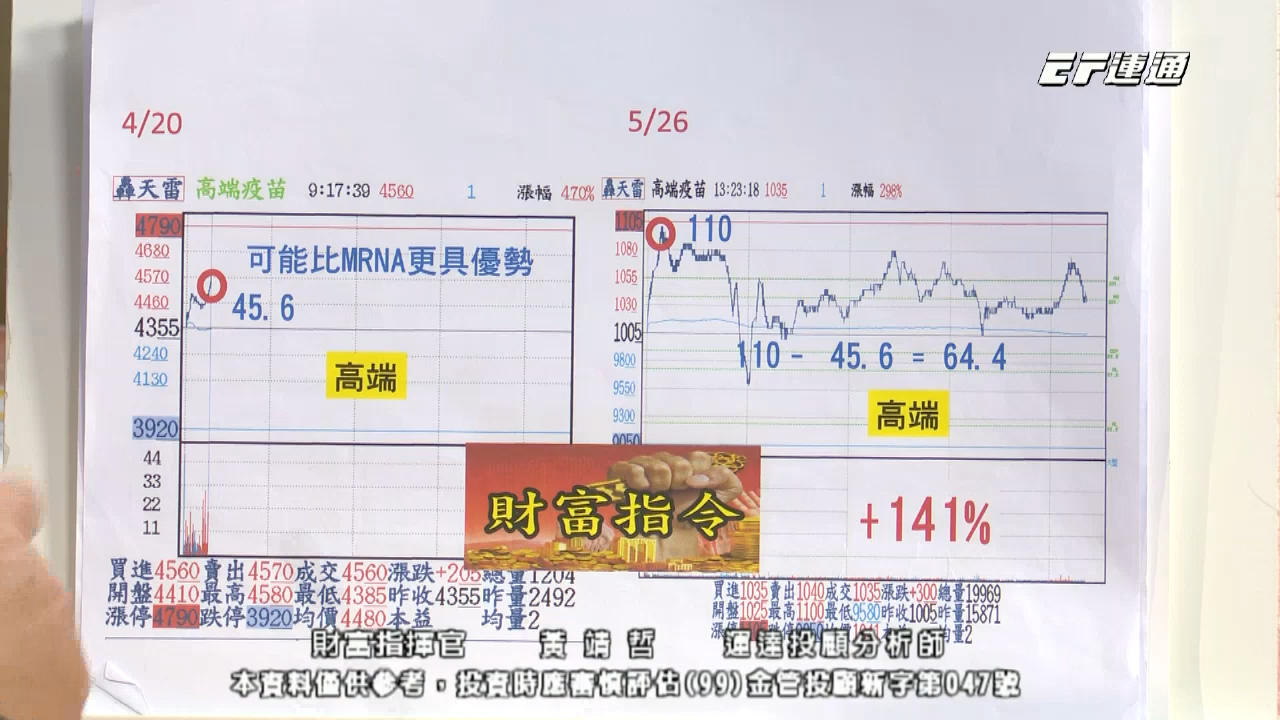 EF運通
4/20
5/26
轟天雷 高端疫苗 9:17:39 4560 1 漲幅 470%
轟天雷 高端疫苗 13:23:18 1035 1 漲幅 298%
4790
4680
4570
4460
4355
4240
4130
3920
44
33
22
11
可能比MRNA更具優勢
45.6
高端
1105
1080
1055
1030
1005
9800
9550
9300
9050
110
110 - 45.6 = 64.4
高端
+141%
財富指令
買進4560賣出4570成交4560漲跌+205總量1204
開盤4410最高4580最低4385昨收4355昨量2492
漲停4790跌停3920均價4480本益 均量2
買進1035賣出1040成交1035漲跌+300總量19969
開盤1025最高1100最低9580昨收1005昨量15871
均量2
財富指揮官 黃靖哲 運達投顧分析師
本資料僅供參考,投資時應審慎評估(99)金管投顧新字第047號